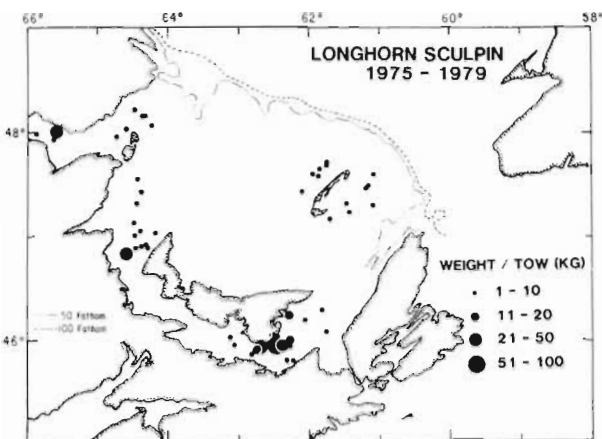 66° 64° 62° 60° 58°
LONGHORN SCULPIN
1975 - 1979
48°
WEIGHT / TOW (KG)
1 - 10
50 Fathom
11 - 20
100 Fathom
21 - 50
46°
51 - 100